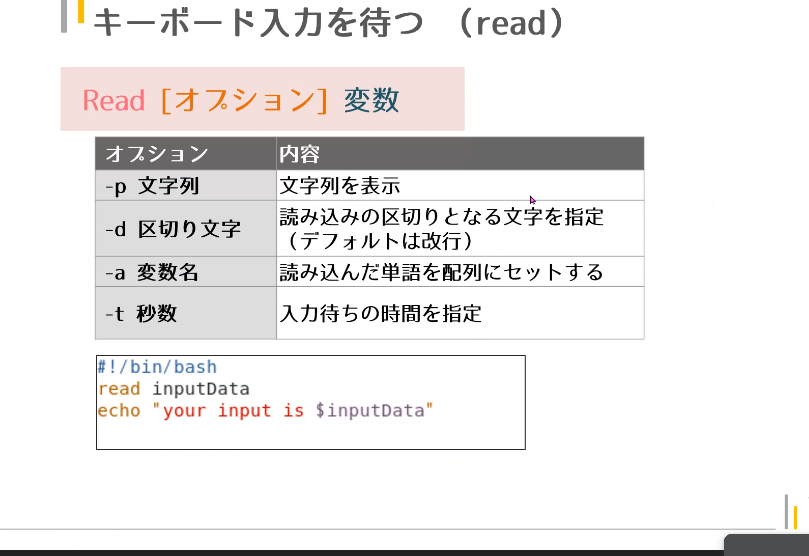 キーボード入力を待つ （read）
Read [オプション] 変数
オプション 内容
-p 文字列 文字列を表示
-d 区切り文字 読み込みの区切りとなる文字を指定
（デフォルトは改行）
-a 変数名 読み込んだ単語を配列にセットする
-t 秒数 入力待ちの時間を指定
#!/bin/bash
read inputData
echo "your input is $inputData"